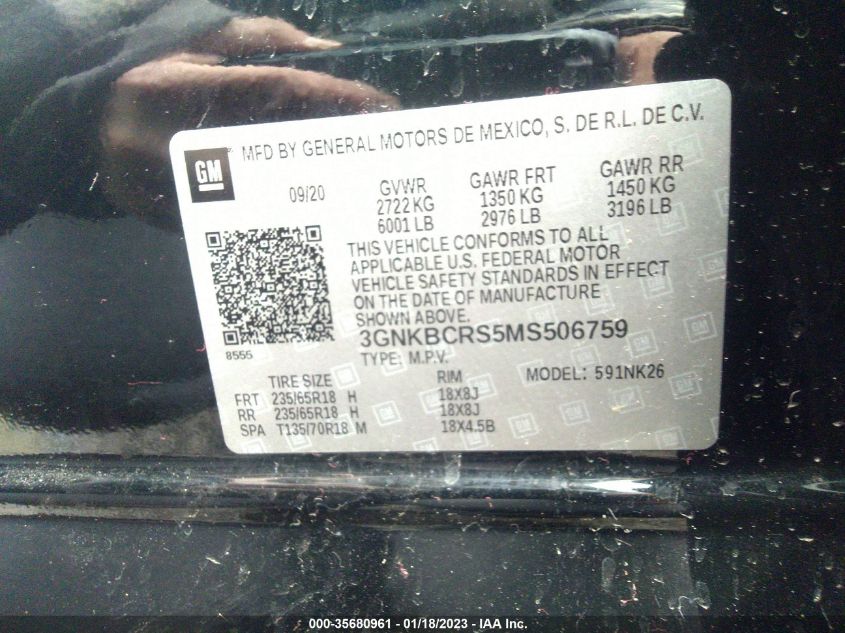 GM
MFD BY GENERAL MOTORS DE MEXICO, S. DE R.L. DE C.V.
09/20
GVWR GAWR FRT GAWR RR
2722 KG 1350 KG 1450 KG
6001 LB 2976 LB 3196 LB
THIS VEHICLE CONFORMS TO ALL
APPLICABLE U.S. FEDERAL MOTOR
VEHICLE SAFETY STANDARDS IN EFFECT
ON THE DATE OF MANUFACTURE
SHOWN ABOVE.
8555
3GNKBCRS5MS506759
TYPE: M.P.V.
MODEL: 591NK26
TIRE SIZE RIM
FRT 235/65R18 H 18X8J
RR 235/65R18 H 18X8J
SPA T135/70R18 M 18X4.5B
000-35680961 - 01/18/2023 - IAA Inc.